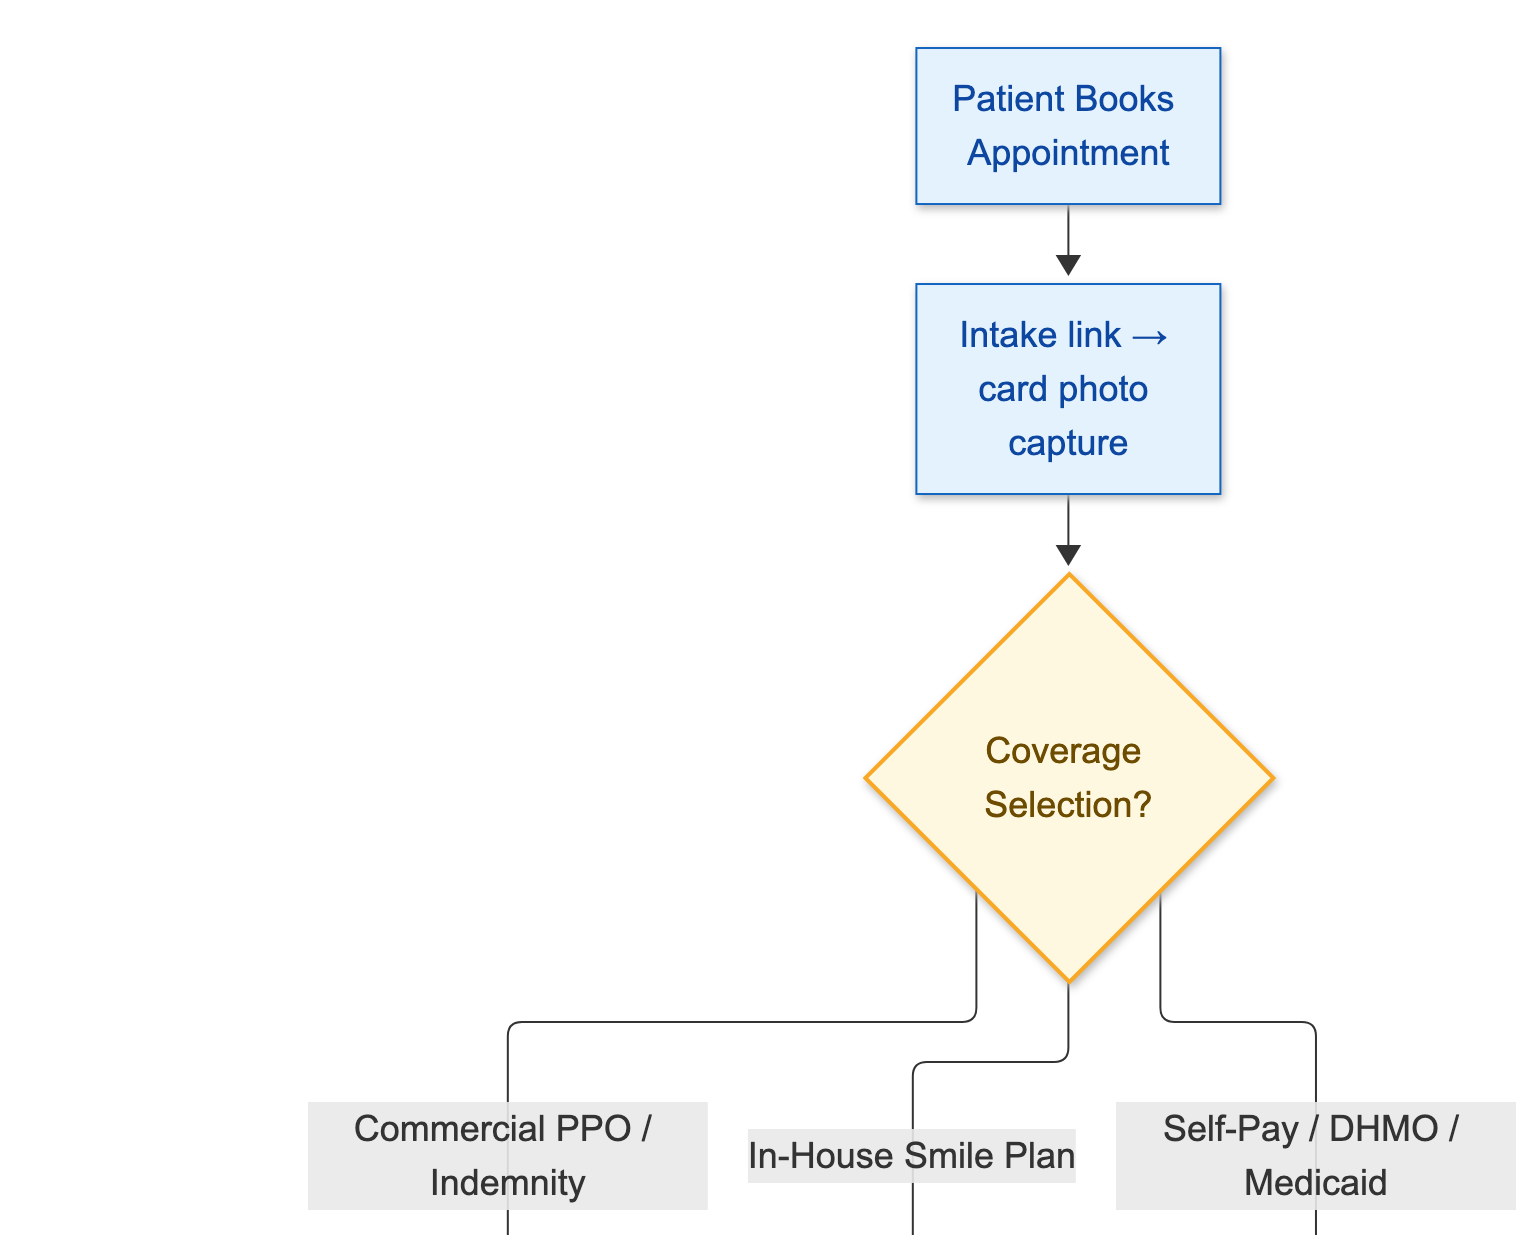 Patient Books
Appointment
Intake link →
card photo
capture
Coverage
Selection?
Commercial PPO /
Indemnity
In-House Smile Plan
Self-Pay / DHMO /
Medicaid